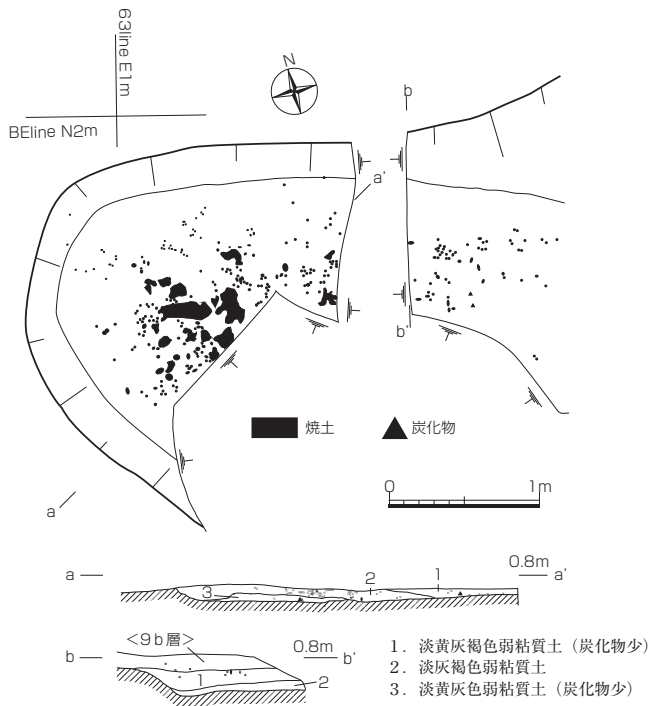 63line E1m
BEline N2m
N
b
a'
b'
焼土
炭化物
a
0 1m
0.8m
a
3
2
1
a'
<9b層>
0.8m
b
1
2
b'
1．淡黄灰褐色弱粘質土（炭化物少）
2．淡灰褐色弱粘質土
3．淡黄灰色弱粘質土（炭化物少）